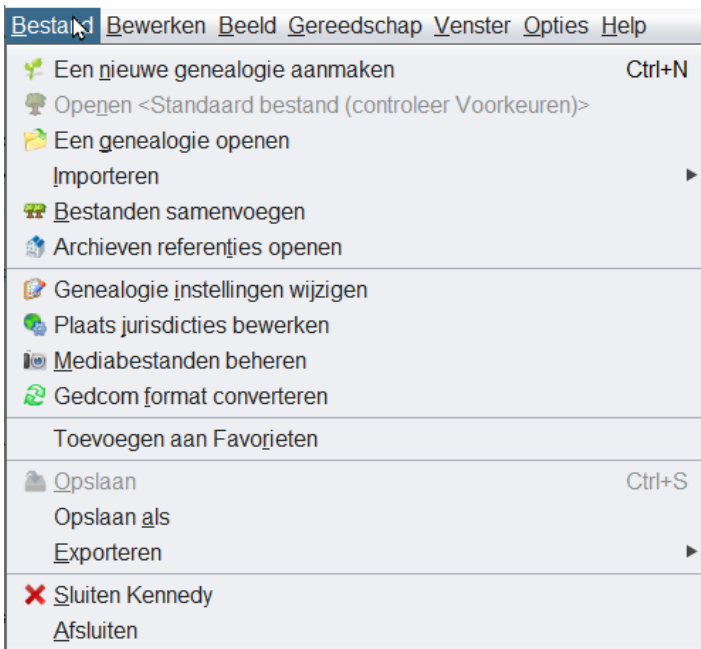 Bestand Bewerken Beeld Gereedschap Venster Opties Help
Een nieuwe genealogie aanmaken Ctrl+N
Openen <Standaard bestand (controleer Voorkeuren)>
Een genealogie openen
Importeren
Bestanden samenvoegen
Archieven referenties openen
Genealogie instellingen wijzigen
Plaats jurisdicties bewerken
Mediabestanden beheren
Gedcom format converteren
Toevoegen aan Favorieten
Opslaan Ctrl+S
Opslaan als
Exporteren
Sluiten Kennedy
Afsluiten